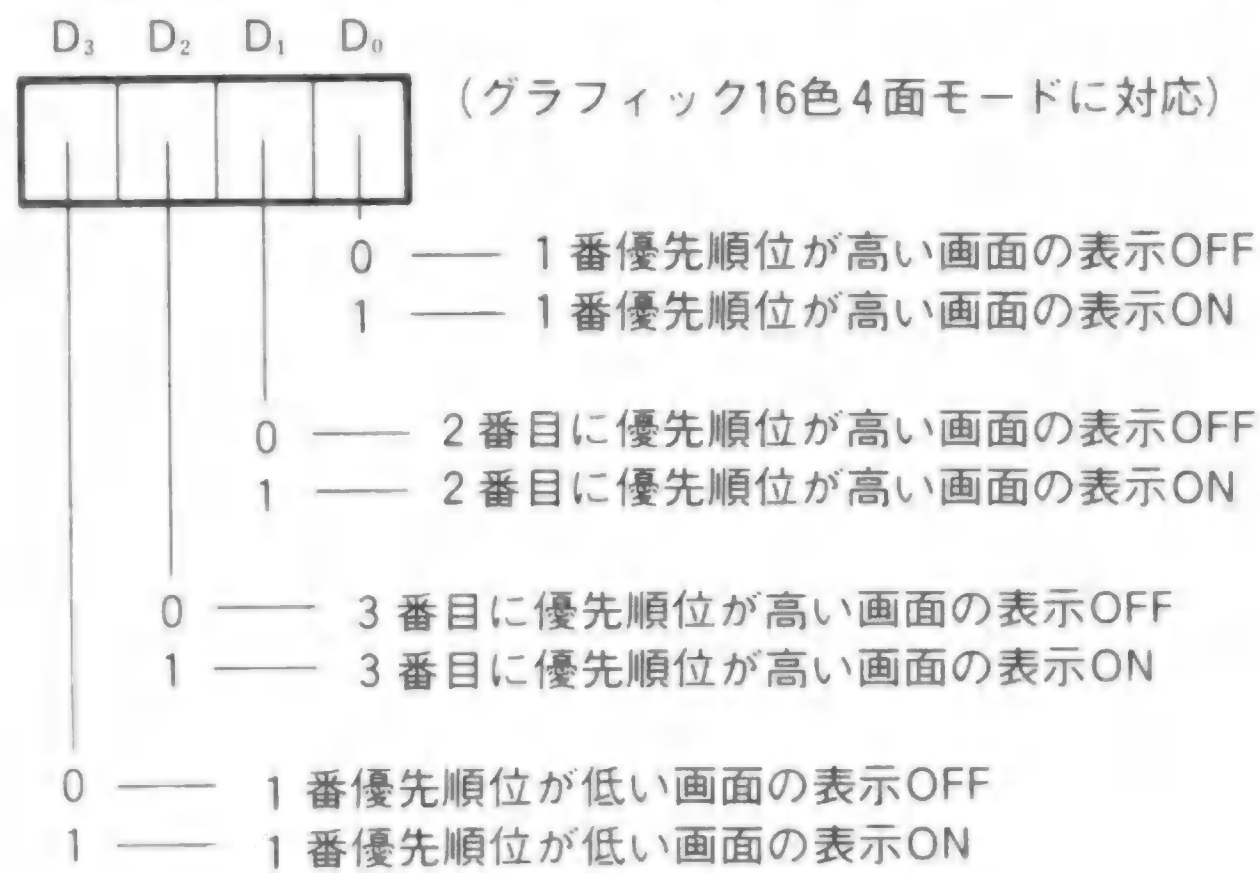 D₃ D₂ D₁ D₀
(グラフィック16色4面モードに対応)
0 ── 1番優先順位が高い画面の表示OFF
1 ── 1番優先順位が高い画面の表示ON
0 ── 2番目に優先順位が高い画面の表示OFF
1 ── 2番目に優先順位が高い画面の表示ON
0 ── 3番目に優先順位が高い画面の表示OFF
1 ── 3番目に優先順位が高い画面の表示ON
0 ── 1番優先順位が低い画面の表示OFF
1 ── 1番優先順位が低い画面の表示ON